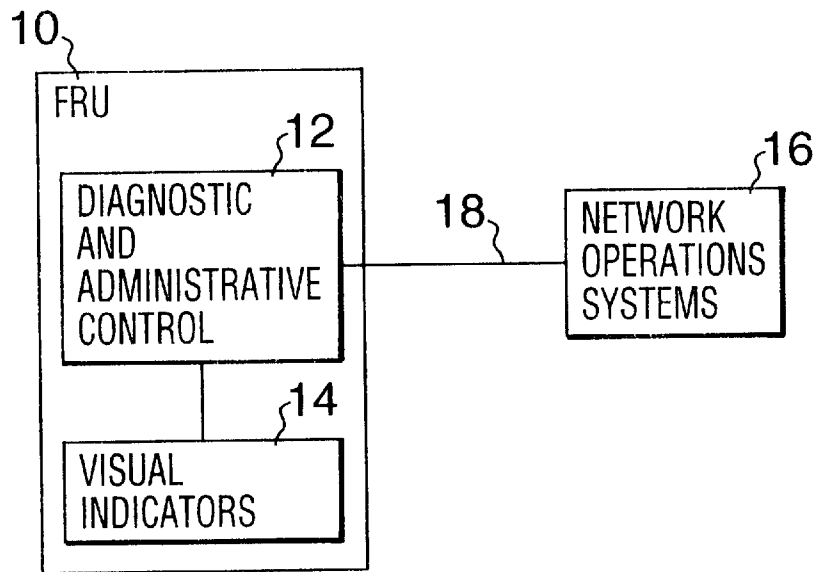 10
FRU
12
DIAGNOSTIC
AND
ADMINISTRATIVE
CONTROL
14
VISUAL
INDICATORS
18
16
NETWORK
OPERATIONS
SYSTEMS